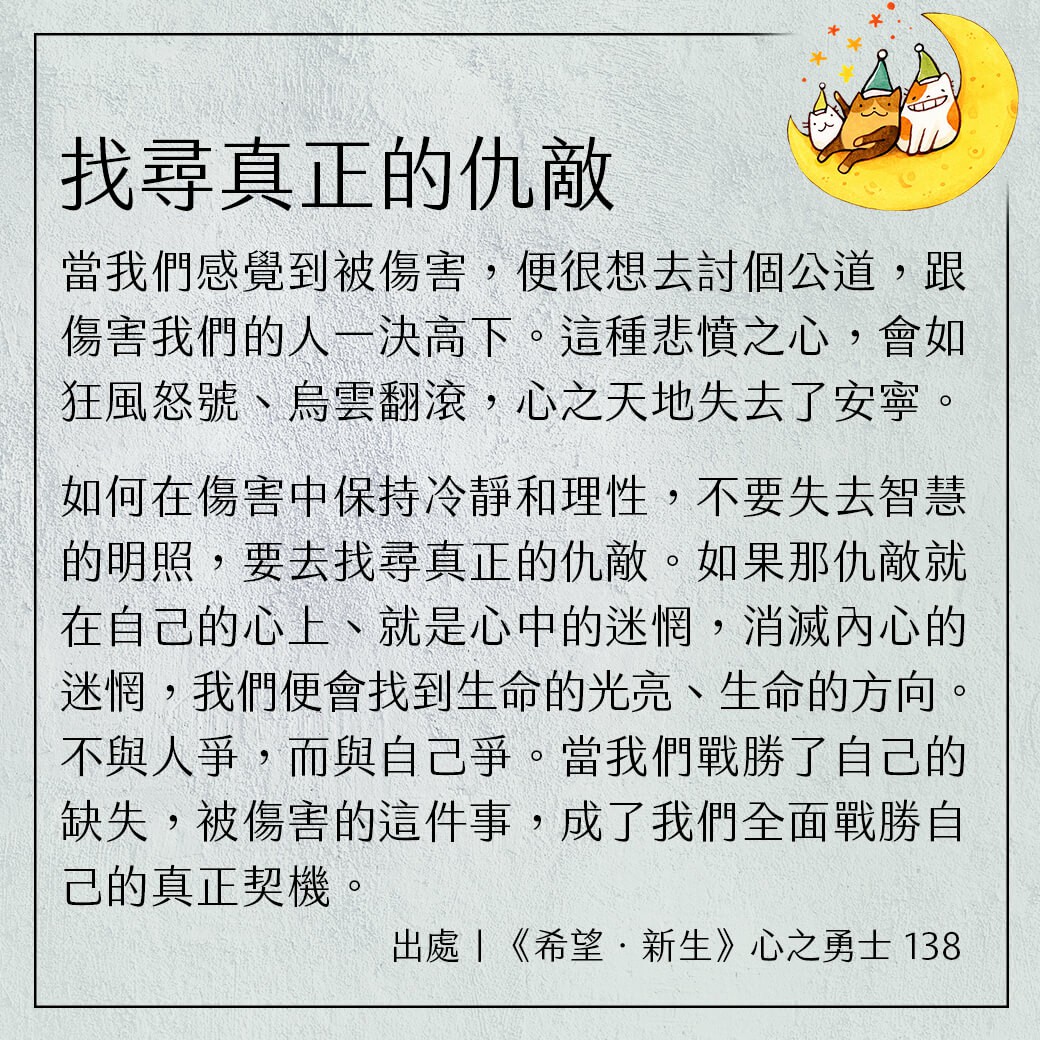 找尋真正的仇敵
當我們感覺到被傷害，便很想去討個公道，跟
傷害我們的人一決高下。這種悲憤之心，會如
狂風怒號、烏雲翻滾，心之天地失去了安寧。
如何在傷害中保持冷靜和理性，不要失去智慧
的明照，要去找尋真正的仇敵。如果那仇敵就
在自己的心上、就是心中的迷惘，消滅內心的
迷惘，我們便會找到生命的光亮、生命的方向。
不與人爭，而與自己爭。當我們戰勝了自己的
缺失，被傷害的這件事，成了我們全面戰勝自
己的真正契機。
出處｜《希望．新生》心之勇士 138